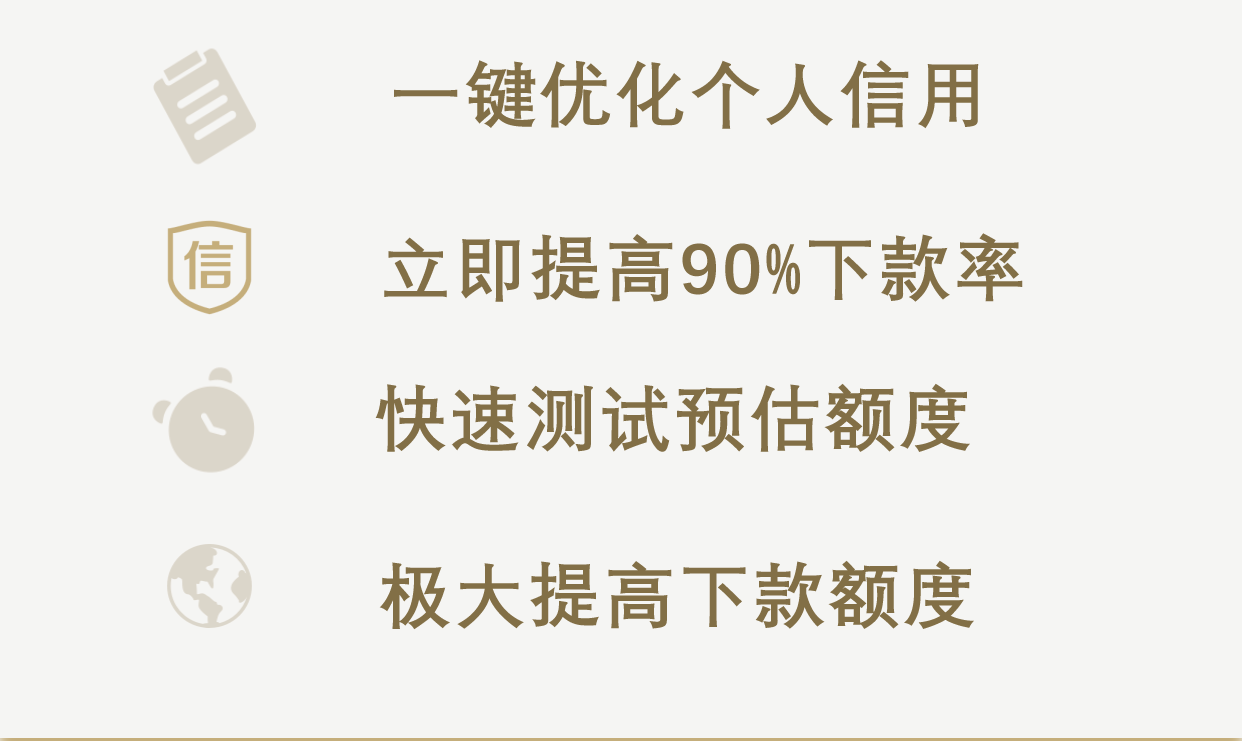 一键优化个人信用
信
立即提高90%下款率
快速测试预估额度
极大提高下款额度